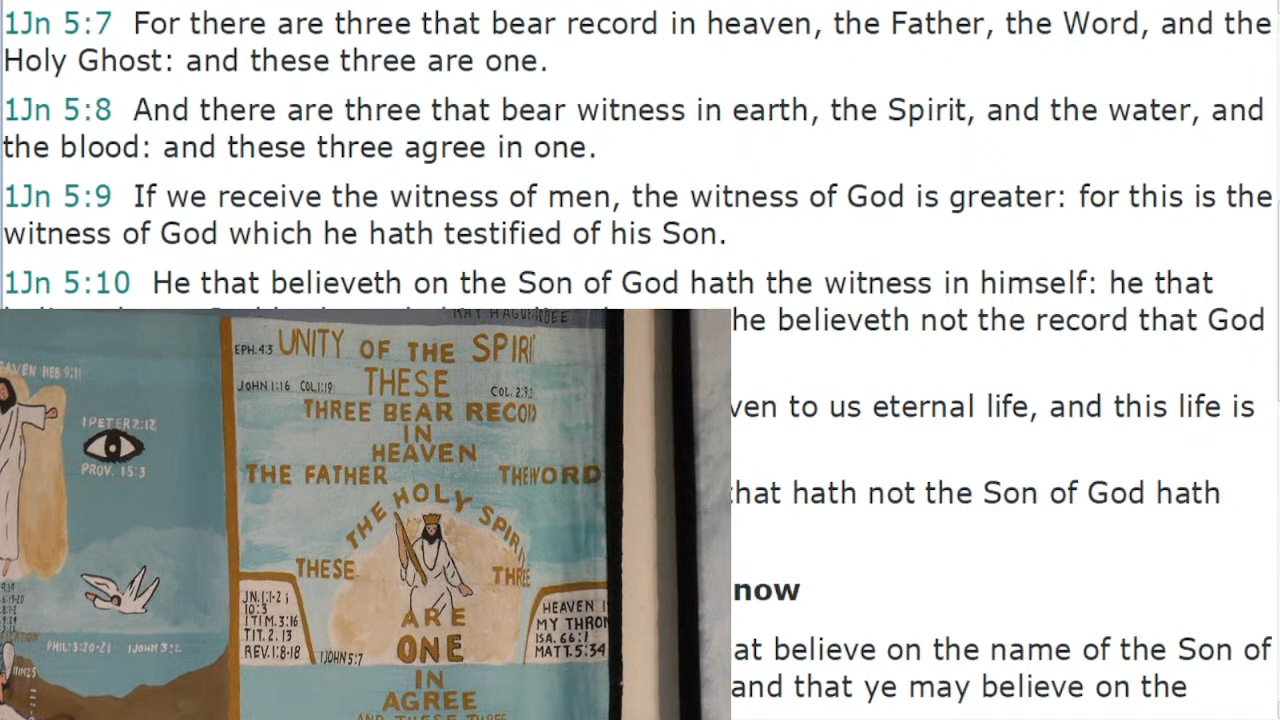 1Jn 5:7 For there are three that bear record in heaven, the Father, the Word, and the
Holy Ghost: and these three are one.
1Jn 5:8 And there are three that bear witness in earth, the Spirit, and the water, and
the blood: and these three agree in one.
1Jn 5:9 If we receive the witness of men, the witness of God is greater: for this is the
witness of God which he hath testified of his Son.
1Jn 5:10 He that believeth on the Son of God hath the witness in himself: he that
he believeth not the record that God
ven to us eternal life, and this life is
that hath not the Son of God hath
now
at believe on the name of the Son of
and that ye may believe on the
HEB 9:11
1 PETER 2:12
PROV. 15:3
PHIL:3:20-21 1JOHN 3:2
EPH. 4:3 UNITY OF THE SPIRI
JOHN 1:16 COL.1:19 THESE COL. 2:9
THREE BEAR RECO
IN
HEAVEN
THE FATHER THE WORD
THE HOLY SPIRI
THESE THREE
JN. 1:1-2;
10:3
1 TIM. 3:16
TIT. 2.13
REV. 1:8-18
1JOHN 5:7
HEAVEN I
MY THRON
ISA. 66:1
MATT. 5:34
ARE
ONE
IN
AGREE
AND THESE THREE